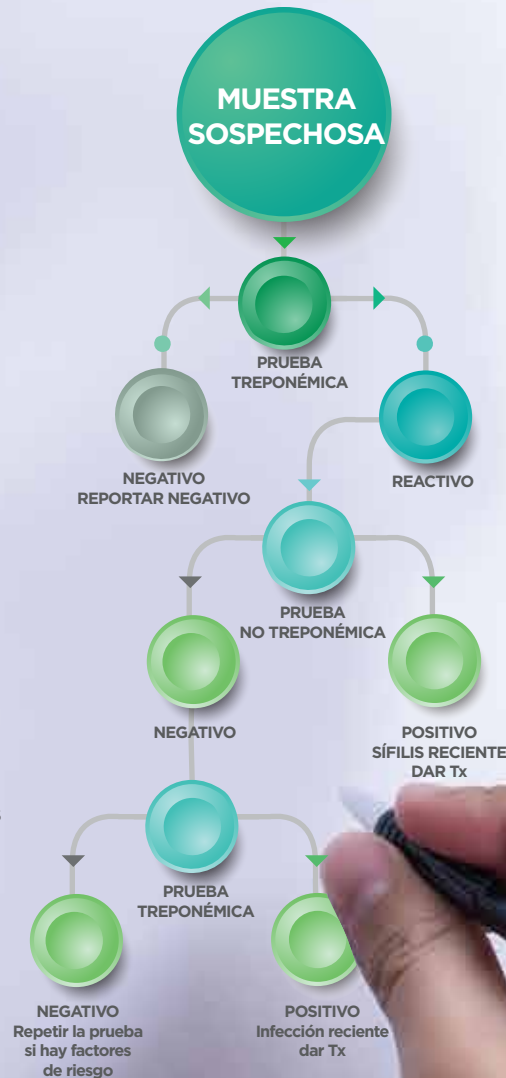 MUESTRA
SOSPECHOSA
PRUEBA
TREPONÉMICA
NEGATIVO
REPORTAR NEGATIVO
REACTIVO
PRUEBA
NO TREPONÉMICA
NEGATIVO
POSITIVO
SÍFILIS RECIENTE
DAR Tx
PRUEBA
TREPONÉMICA
NEGATIVO
Repetir la prueba
si hay factores
de riesgo
POSITIVO
Infección reciente
dar Tx